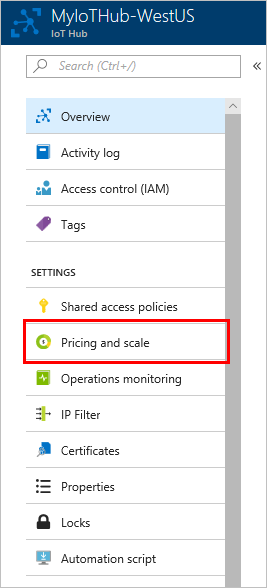 MyIoTHub-WestUS
IoT Hub
Search (Ctrl+/)
Overview
Activity log
Access control (IAM)
Tags
SETTINGS
Shared access policies
Pricing and scale
Operations monitoring
IP Filter
Certificates
Properties
Locks
Automation script